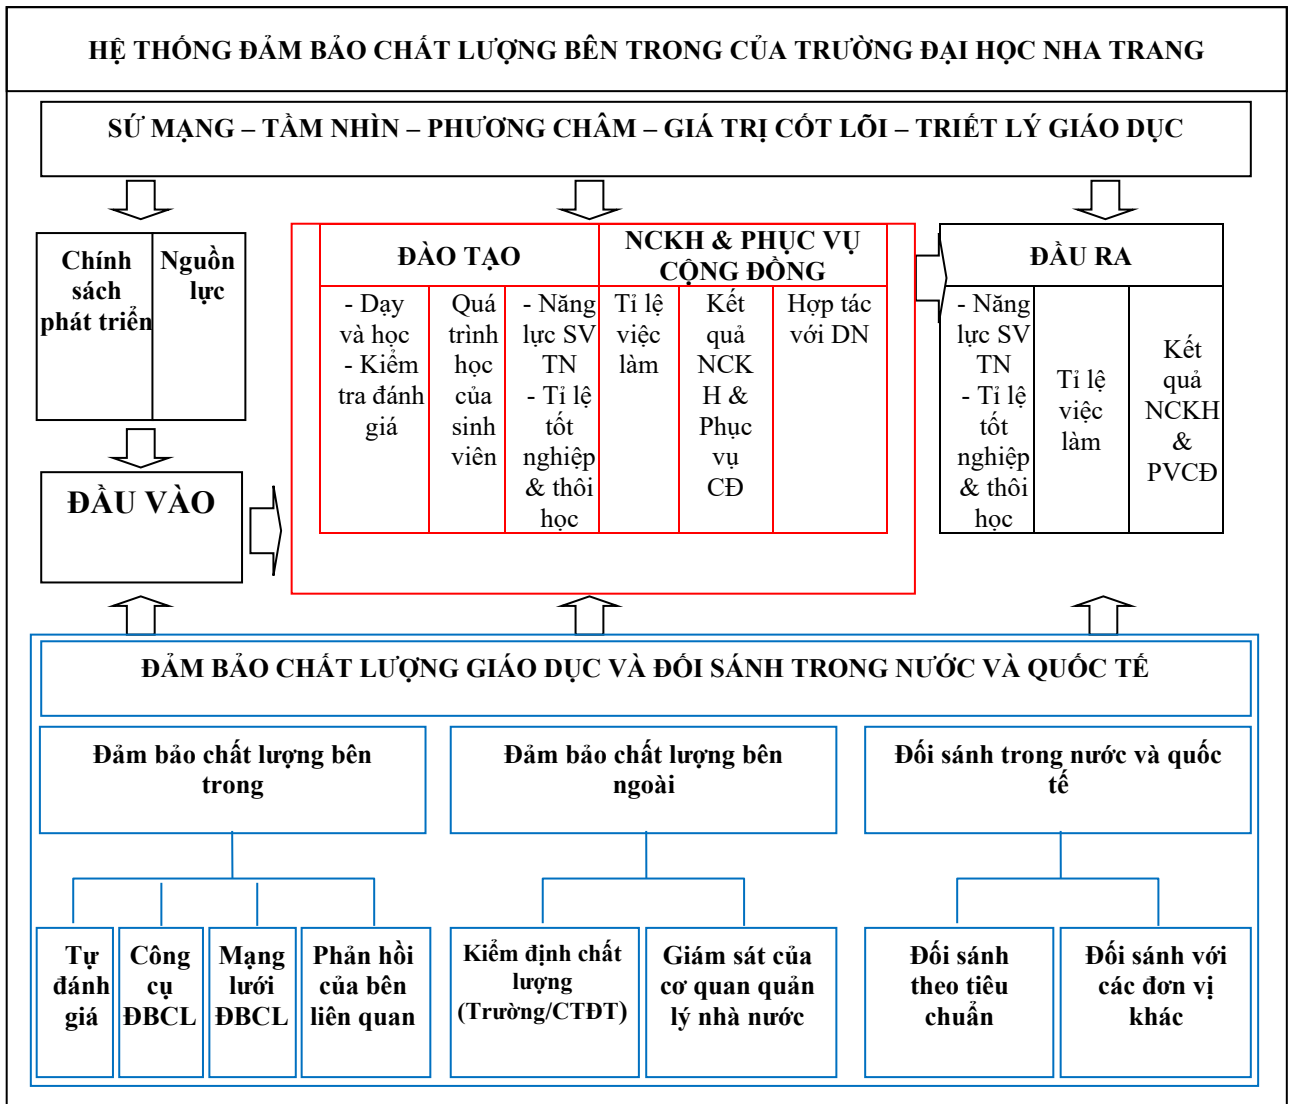 HỆ THỐNG ĐẢM BẢO CHẤT LƯỢNG BÊN TRONG CỦA TRƯỜNG ĐẠI HỌC NHA TRANG
SỨ MẠNG – TẦM NHÌN – PHƯƠNG CHÂM – GIÁ TRỊ CỐT LÕI – TRIẾT LÝ GIÁO DỤC
Chính
sách
phát triển
Nguồn
lực
ĐẦU VÀO
ĐÀO TẠO
- Dạy
và học
- Kiểm
tra đánh
giá
Quá
trình
học
của
sinh
viên
- Năng
lực SV
TN
- Tỉ lệ
tốt
nghiệp
& thôi
học
NCKH & PHỤC VỤ
CỘNG ĐỒNG
Tỉ lệ
việc
làm
Kết
quả
NCK
H &
Phục
vụ
CĐ
Hợp tác
với DN
ĐẦU RA
- Năng
lực SV
TN
- Tỉ lệ
tốt
nghiệp
& thôi
học
Tỉ lệ
việc
làm
Kết
quả
NCKH
&
PVCĐ
ĐẢM BẢO CHẤT LƯỢNG GIÁO DỤC VÀ ĐỐI SÁNH TRONG NƯỚC VÀ QUỐC TẾ
Đảm bảo chất lượng bên
trong
Đảm bảo chất lượng bên
ngoài
Đối sánh trong nước và quốc
tế
Tự
đánh
giá
Công
cụ
ĐBCL
Mạng
lưới
ĐBCL
Phản hồi
của bên
liên quan
Kiểm định chất
lượng
(Trường/CTĐT)
Giám sát của
cơ quan quản
lý nhà nước
Đối sánh
theo tiêu
chuẩn
Đối sánh với
các đơn vị
khác